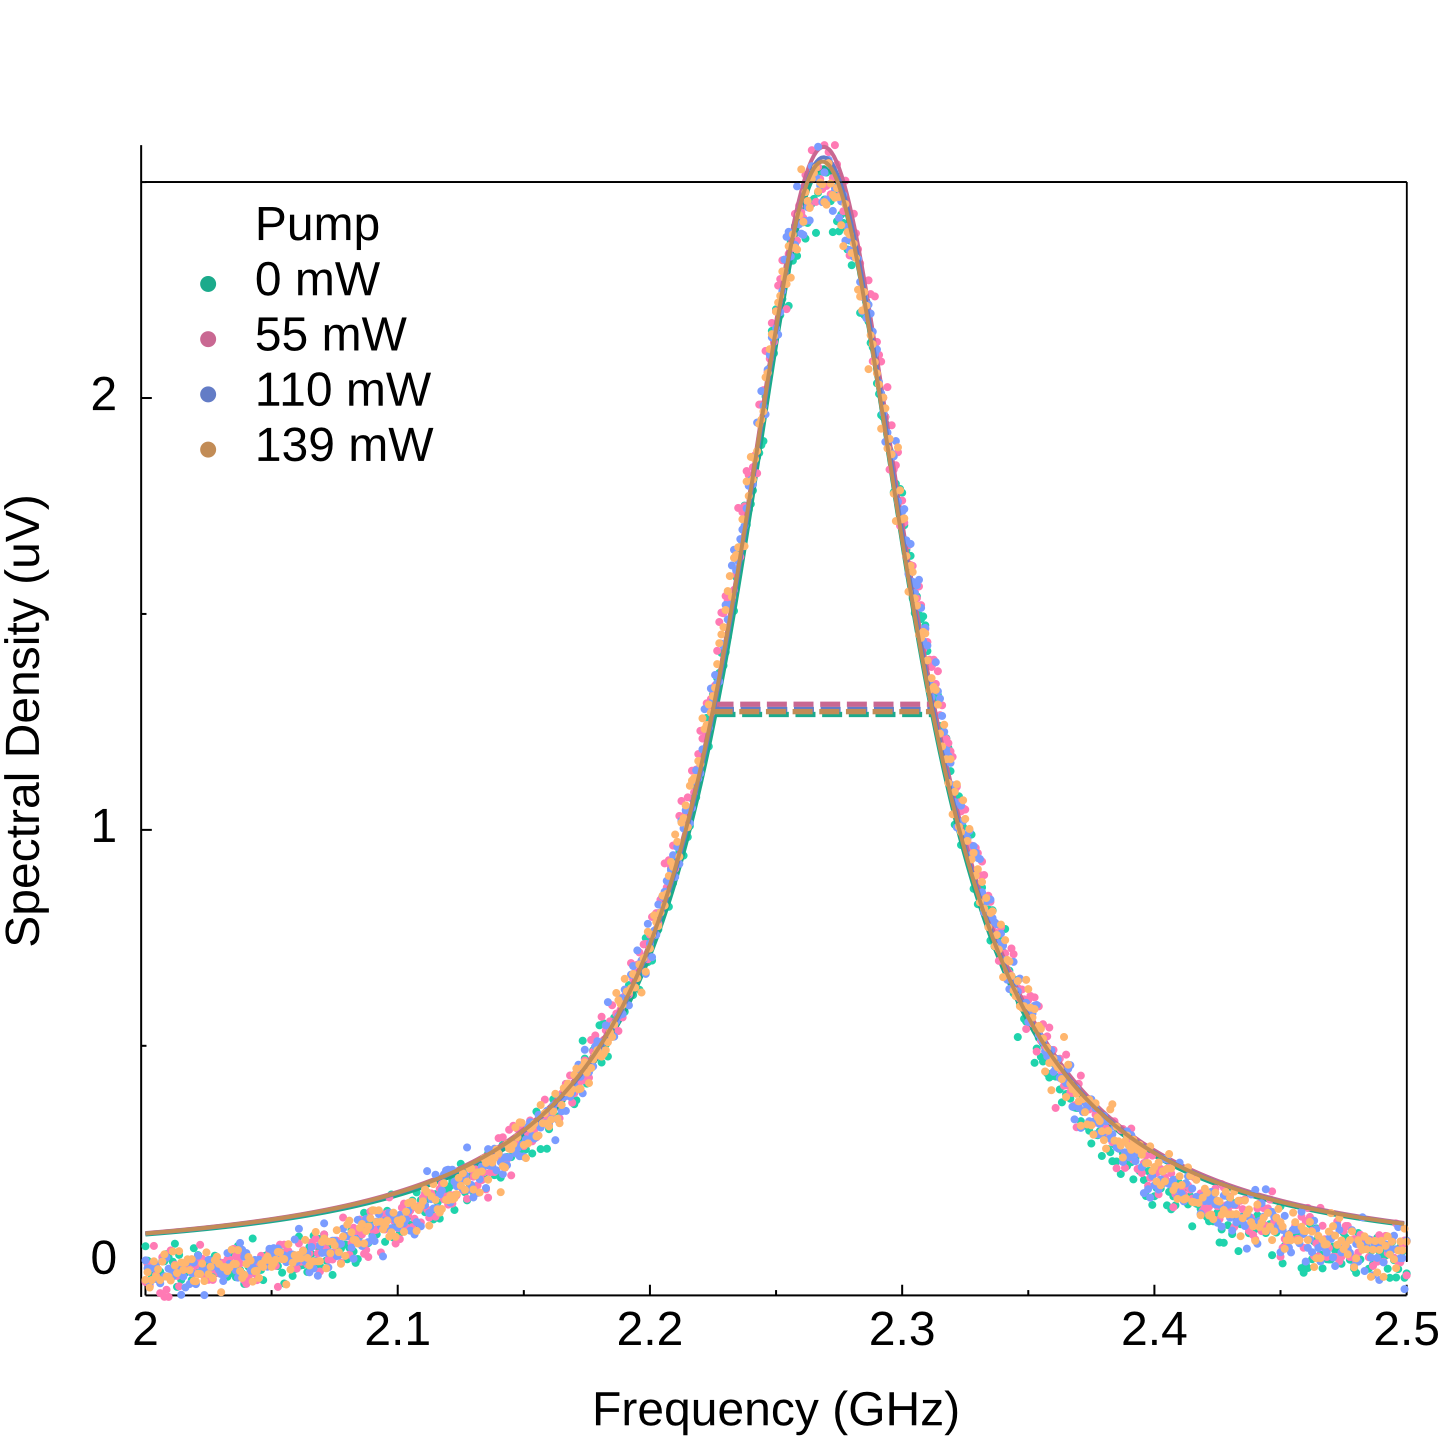 Pump
0 mW
55 mW
110 mW
139 mW
2
1
0
Spectral Density (uV)
2
2.1
2.2
2.3
2.4
2.5
Frequency (GHz)